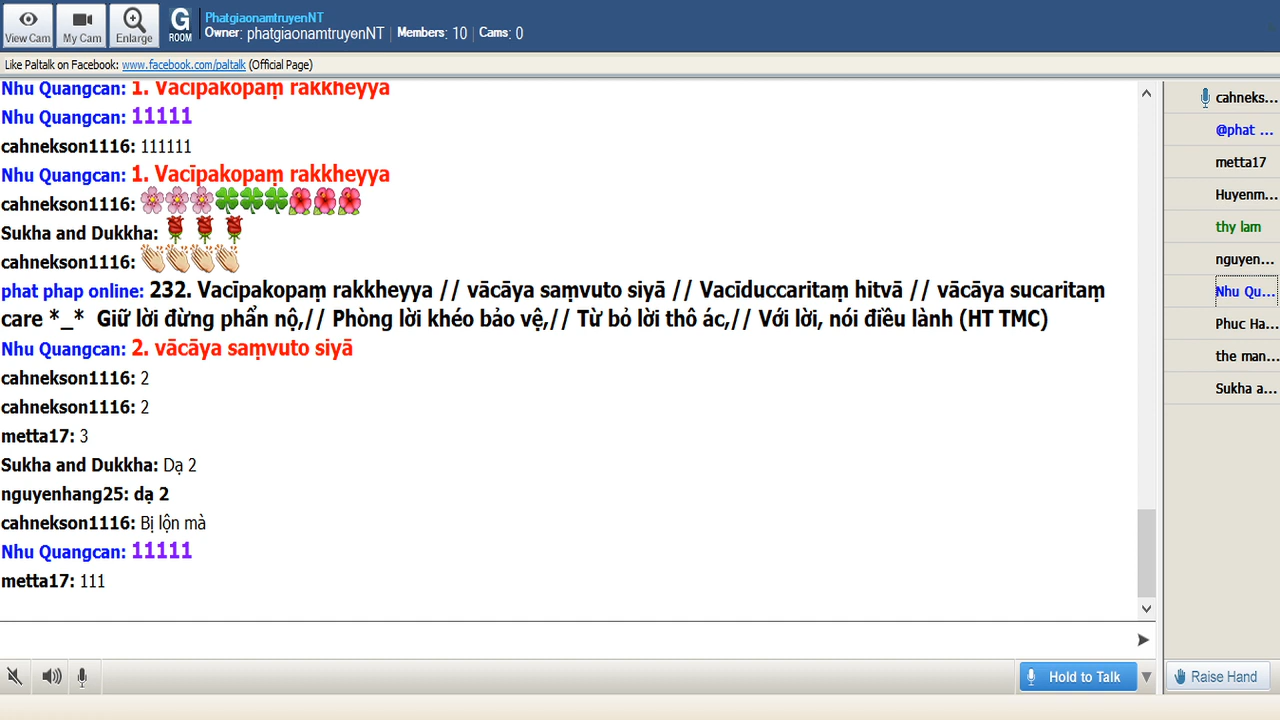 PhatgiaonamtruyenNT
View Cam My Cam Enlarge G ROOM Owner: phatgiaonamtruyenNT Members: 10 Cams: 0
Like Paltalk on Facebook: www.facebook.com/paltalk (Official Page)
Nhu Quangcan: 1. Vacīpakopaṃ rakkheyya
Nhu Quangcan: 11111
cahnekson1116: 111111
Nhu Quangcan: 1. Vacīpakopaṃ rakkheyya
cahnekson1116: 🌸🌸🌸🍀🍀🍀🌺🌺🌺
Sukha and Dukkha: 🌹🌹🌹
cahnekson1116: 👏👏👏👏
phat phap online: 232. Vacīpakopaṃ rakkheyya // vācāya saṃvuto siyā // Vacīduccaritaṃ hitvā // vācāya sucaritaṃ
care *_* Giữ lời đừng phẩn nộ,// Phòng lời khéo bảo vệ,// Từ bỏ lời thô ác,// Với lời, nói điều lành (HT TMC)
Nhu Quangcan: 2. vācāya saṃvuto siyā
cahnekson1116: 2
cahnekson1116: 2
metta17: 3
Sukha and Dukkha: Dạ 2
nguyenhang25: dạ 2
cahnekson1116: Bị lộn mà
Nhu Quangcan: 11111
metta17: 111
cahneks...
@phat ...
metta17
Huyenm...
thy lam
nguyen...
Nhu Qu...
Phuc Ha...
the man...
Sukha a...
Hold to Talk
Raise Hand